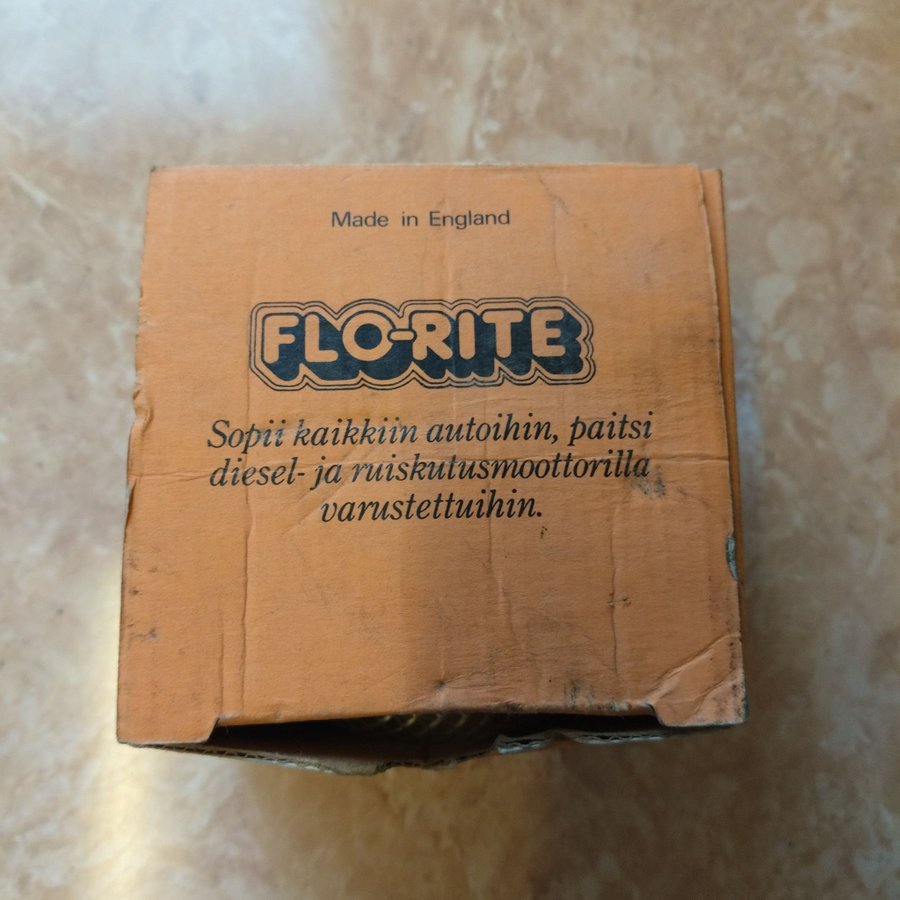 Made in England
FLO-RITE
Sopii kaikkiin autoihin, paitsi
diesel- ja ruiskutusmoottorilla
varustettuihin.